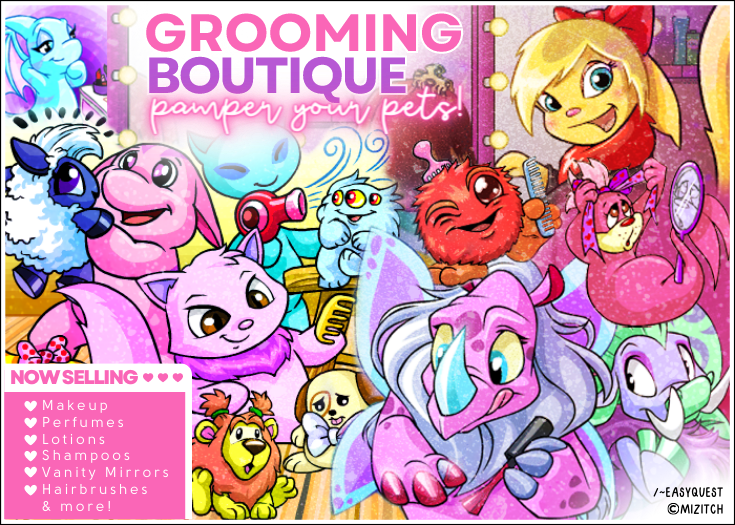 GROOMING
BOUTIQUE
pamper your pets!
NOW SELLING
Makeup
Perfumes
Lotions
Shampoos
Vanity Mirrors
Hairbrushes
& more!
/~EASYQUEST
©MIZITCH